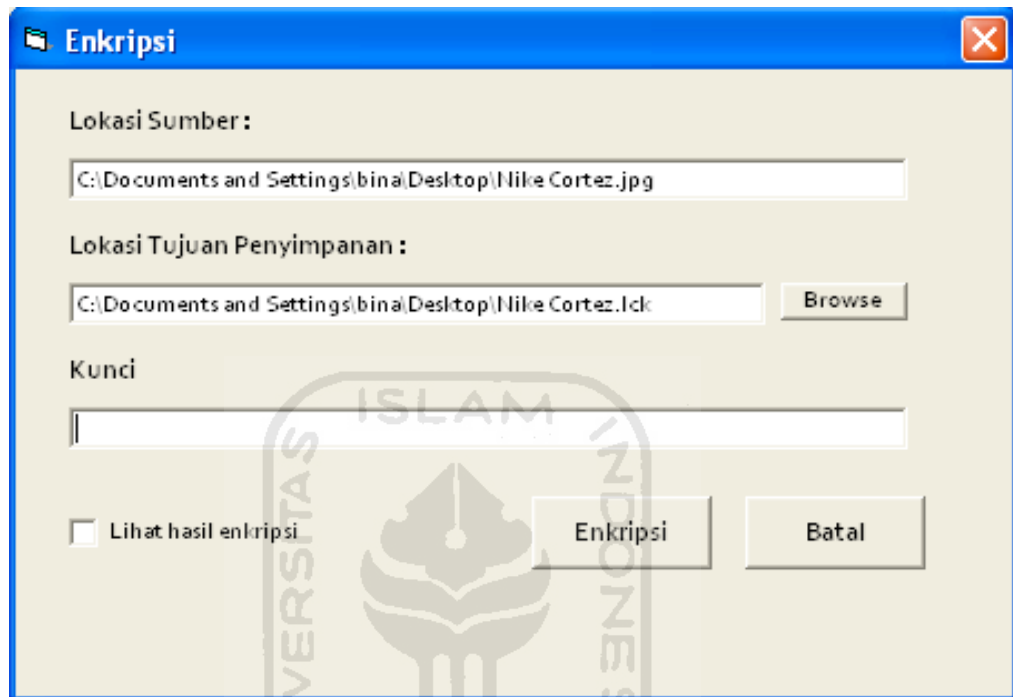 Enkripsi
Lokasi Sumber :
C:\Documents and Settings\bina\Desktop\Nike Cortez.jpg
Lokasi Tujuan Penyimpanan :
C:\Documents and Settings\bina\Desktop\Nike Cortez.lck
Browse
Kunci
Lihat hasil enkripsi
Enkripsi
Batal
ISLAM